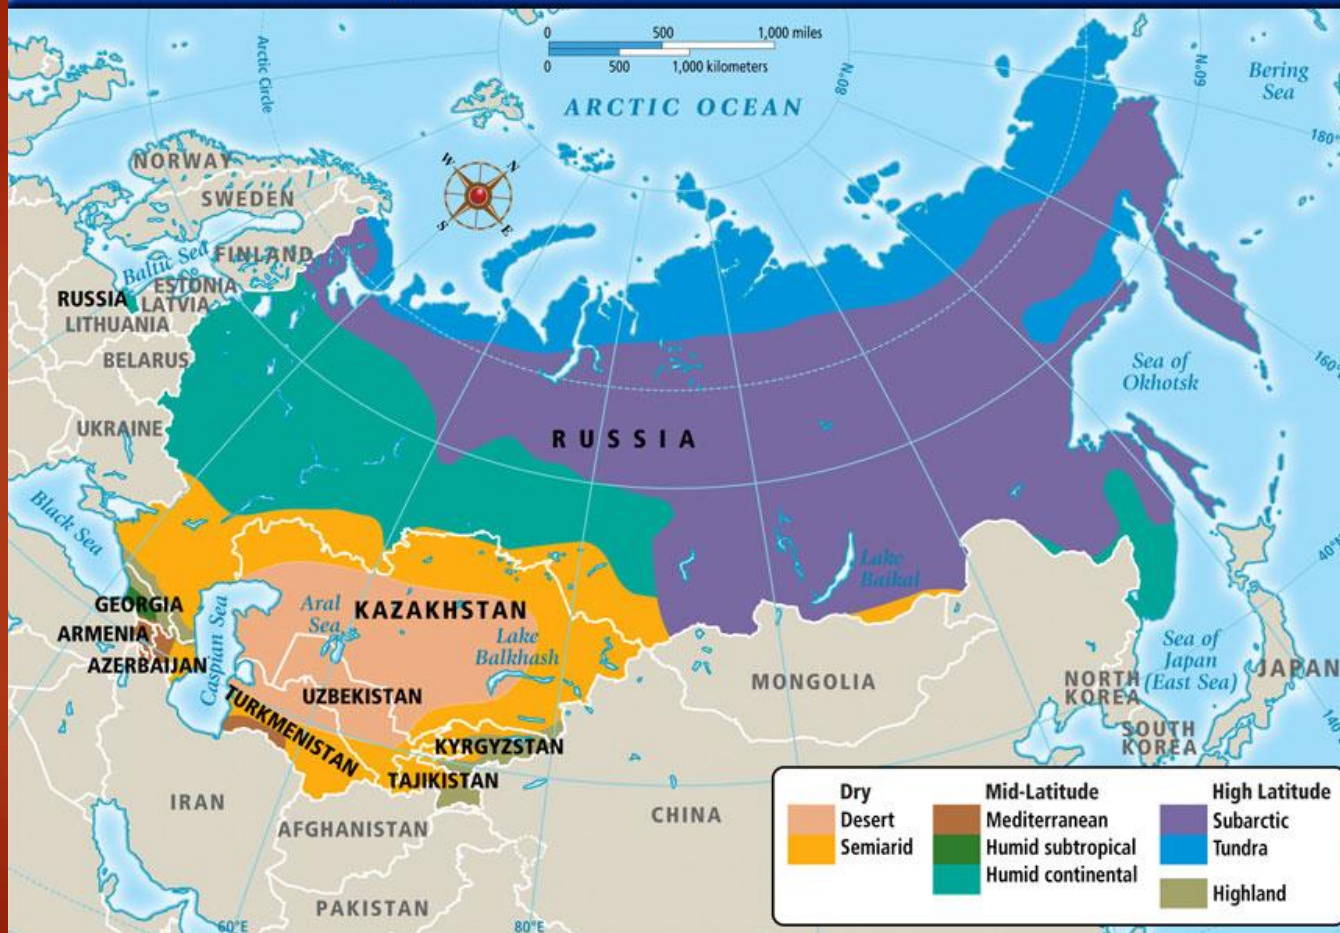 0 500 1,000 miles
0 500 1,000 kilometers
Arctic Circle
ARCTIC OCEAN
80°N
60°N
Bering
Sea
180°
W N
S E
NORWAY
SWEDEN
FINLAND
Baltic Sea
ESTONIA
RUSSIA
LATVIA
LITHUANIA
BELARUS
UKRAINE
RUSSIA
Sea of
Okhotsk
160°
Black Sea
Lake
Baikal
40°N
GEORGIA
ARMENIA
AZERBAIJAN
Caspian Sea
Aral
Sea
KAZAKHSTAN
Lake
Balkhash
UZBEKISTAN
TURKMENISTAN
KYRGYZSTAN
TAJIKISTAN
MONGOLIA
NORTH
KOREA
SOUTH
KOREA
Sea of
Japan
(East Sea)
JAPAN
140°
IRAN
AFGHANISTAN
PAKISTAN
CHINA
60°E
80°E
Dry
Desert
Semiarid
Mid-Latitude
Mediterranean
Humid subtropical
Humid continental
High Latitude
Subarctic
Tundra
Highland